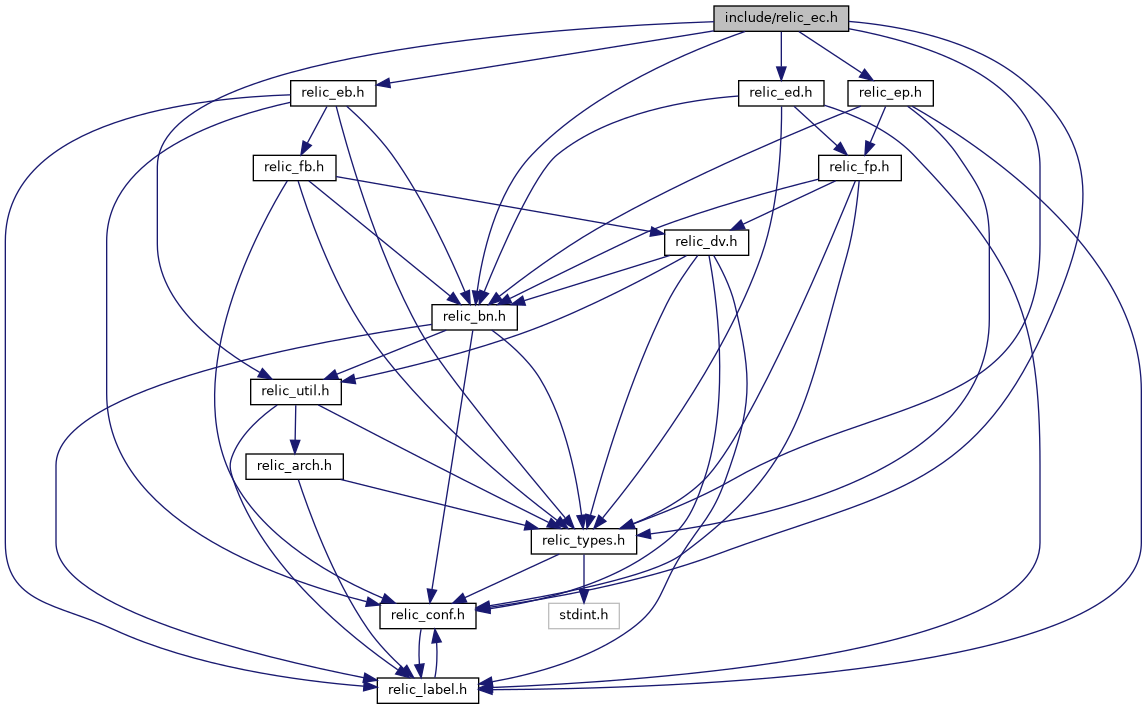 include/relic_ec.h
relic_eb.h
relic_ed.h
relic_ep.h
relic_fb.h
relic_fp.h
relic_dv.h
relic_bn.h
relic_util.h
relic_arch.h
relic_types.h
relic_conf.h
stdint.h
relic_label.h